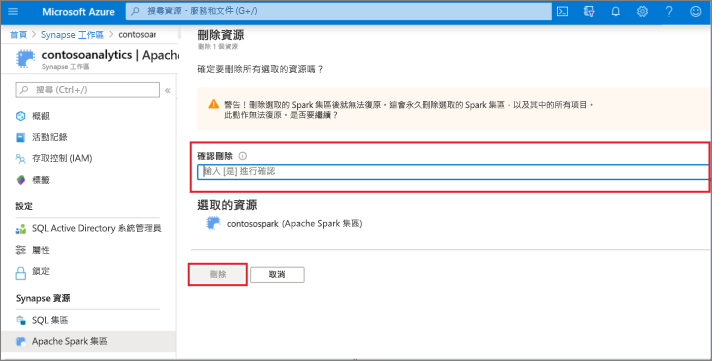 Microsoft Azure
搜尋資源、服務和文件 (G+/)
首頁 > Synapse 工作區 > contosoar
contosoanalytics | Apache
Synapse 工作區
搜尋 (Ctrl+/)
概觀
活動記錄
存取控制 (IAM)
標籤
設定
SQL Active Directory 系統管理員
屬性
鎖定
Synapse 資源
SQL 集區
Apache Spark 集區
刪除資源
刪除 1 個資源
確定要刪除所有選取的資源嗎？
警告！刪除選取的 Spark 集區後就無法復原。這會永久刪除選取的 Spark 集區，以及其中的所有項目。
此動作無法復原。是否要繼續？
確認刪除
輸入 [是] 進行確認
選取的資源
contosospark (Apache Spark 集區)
刪除
取消